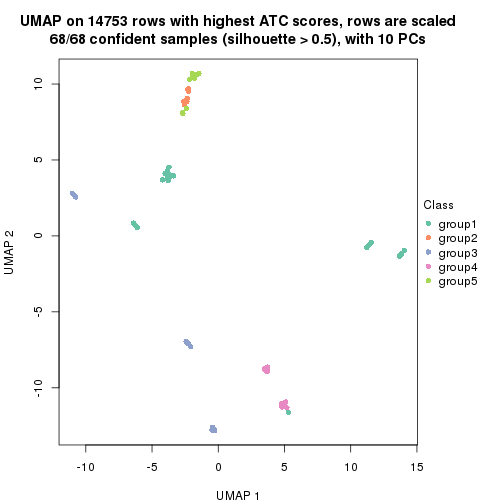 UMAP on 14753 rows with highest ATC scores, rows are scaled
68/68 confident samples (silhouette > 0.5), with 10 PCs
10
5
0
-5
-10
UMAP 2
-10
-5
0
5
10
15
UMAP 1
Class
group1
group2
group3
group4
group5